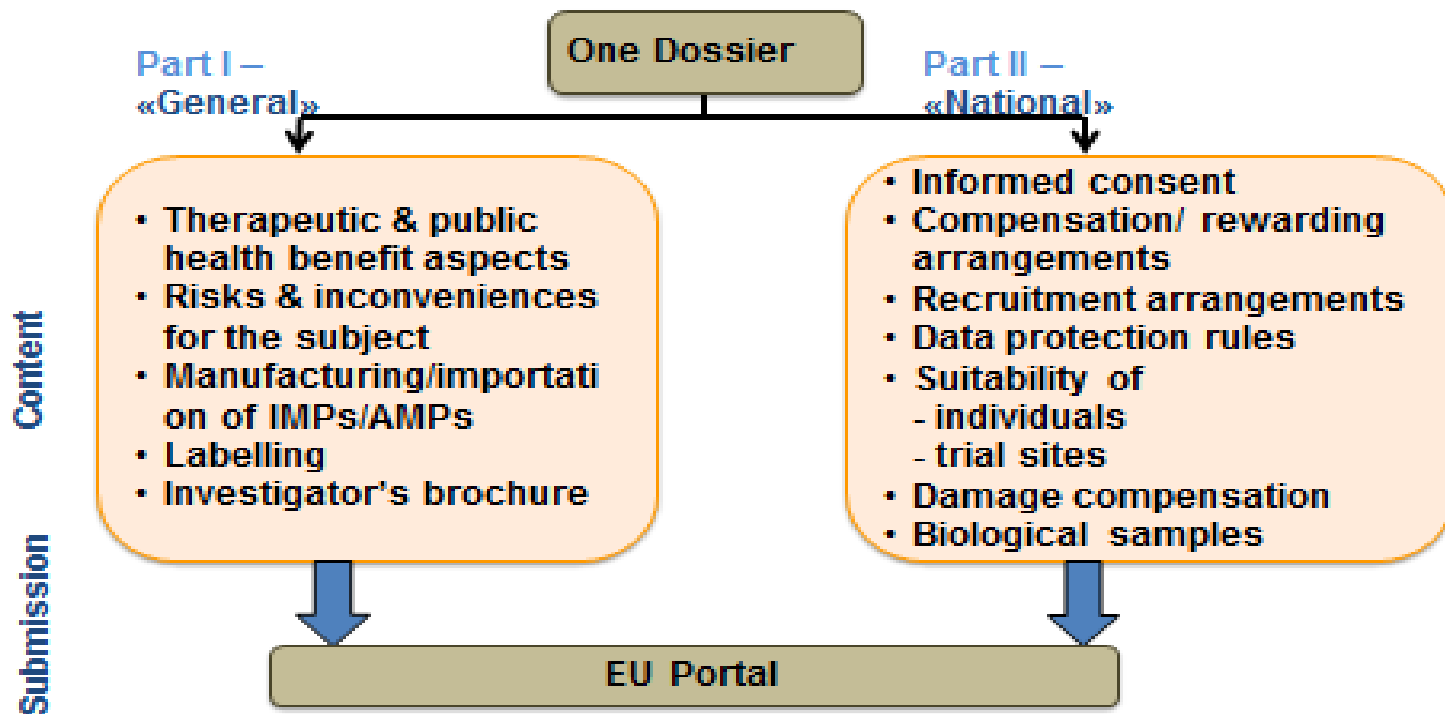 One Dossier
Part I –
«General»
Part II –
«National»
Content
• Therapeutic & public
health benefit aspects
• Risks & inconveniences
for the subject
• Manufacturing/importati
on of IMPs/AMPs
• Labelling
• Investigator's brochure
• Informed consent
• Compensation/ rewarding
arrangements
• Recruitment arrangements
• Data protection rules
• Suitability of
- individuals
- trial sites
• Damage compensation
• Biological samples
Submission
EU Portal